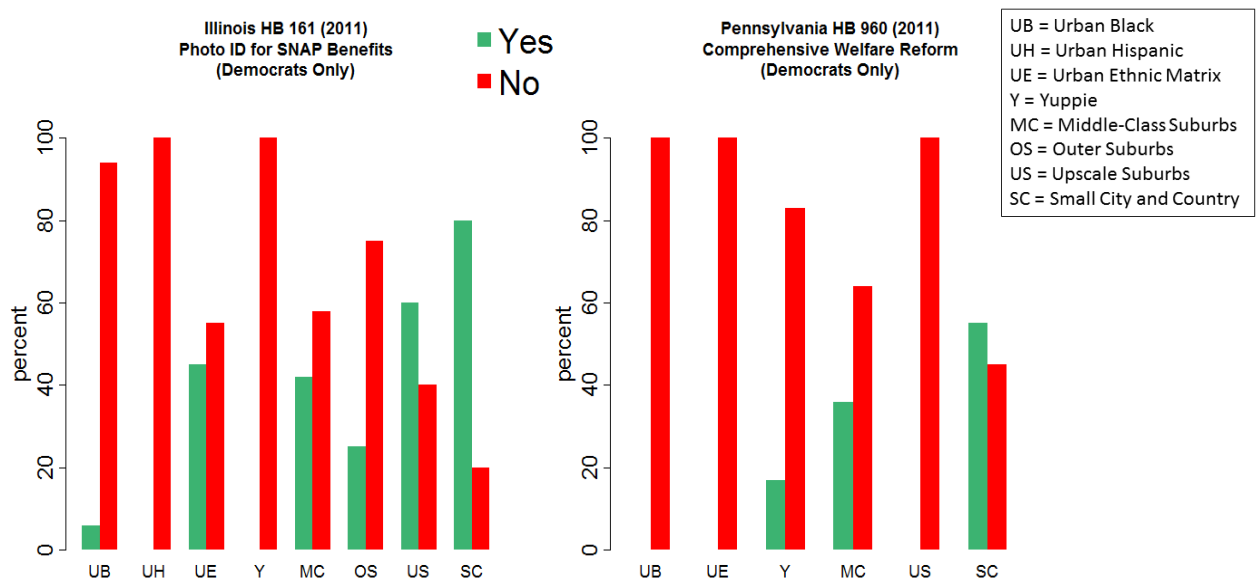 Illinois HB 161 (2011)
Photo ID for SNAP Benefits
(Democrats Only)
Yes
No
Pennsylvania HB 960 (2011)
Comprehensive Welfare Reform
(Democrats Only)
UB = Urban Black
UH = Urban Hispanic
UE = Urban Ethnic Matrix
Y = Yuppie
MC = Middle-Class Suburbs
OS = Outer Suburbs
US = Upscale Suburbs
SC = Small City and Country
percent
100
80
60
40
20
0
UB UH UE Y MC OS US SC
percent
100
80
60
40
20
0
UB UE Y MC US SC